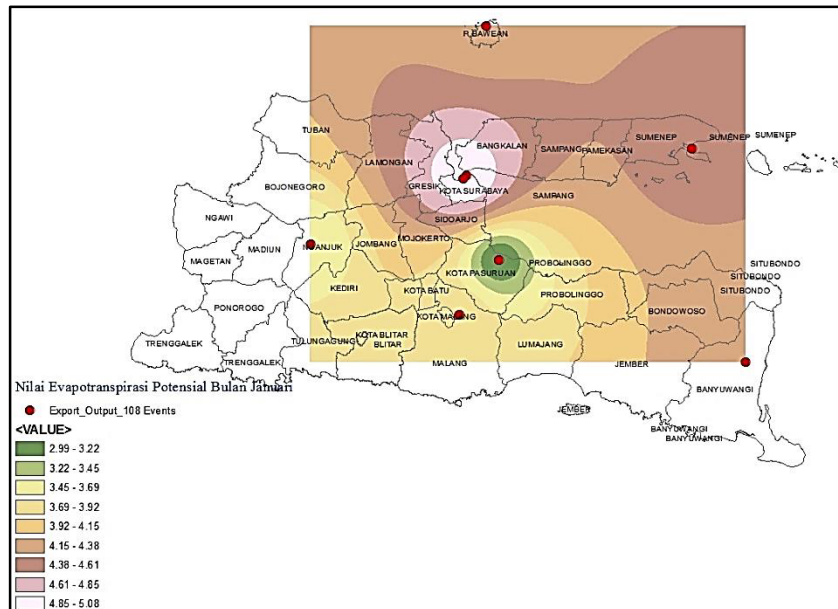 P.BAWEAN
TUBAN
LAMONGAN
BANGKALAN
SAMPANG
PAMEKASAN
SUMENEP
SUMENEP
SUMENEP
BOJONEGORO
GRESIK
KOTA SURABAYA
SAMPANG
NGAWI
SIDOARJO
MADIUN
NGANJUK
JOMBANG
MOJOKERTO
MAGETAN
KOTA PASURUAN
PROBOLINGGO
SITUBONDO
SITUBONDO
SITUBONDO
KEDIRI
KOTA BATU
PROBOLINGGO
PONOROGO
KOTA MALANG
BONDOWOSO
TRENGGALEK
TULUNGAGUNG
KOTA BLITAR
BLITAR
TRENGGALEK
MALANG
LUMAJANG
JEMBER
BANYUWANGI
JEMBER
BANYUWANGI
BANYUWANGI
Nilai Evapotranspirasi Potensial Bulan Januari
Export_Output_108 Events
<VALUE>
2.99 - 3.22
3.22 - 3.45
3.45 - 3.69
3.69 - 3.92
3.92 - 4.15
4.15 - 4.38
4.38 - 4.61
4.61 - 4.85
4.85 - 5.08